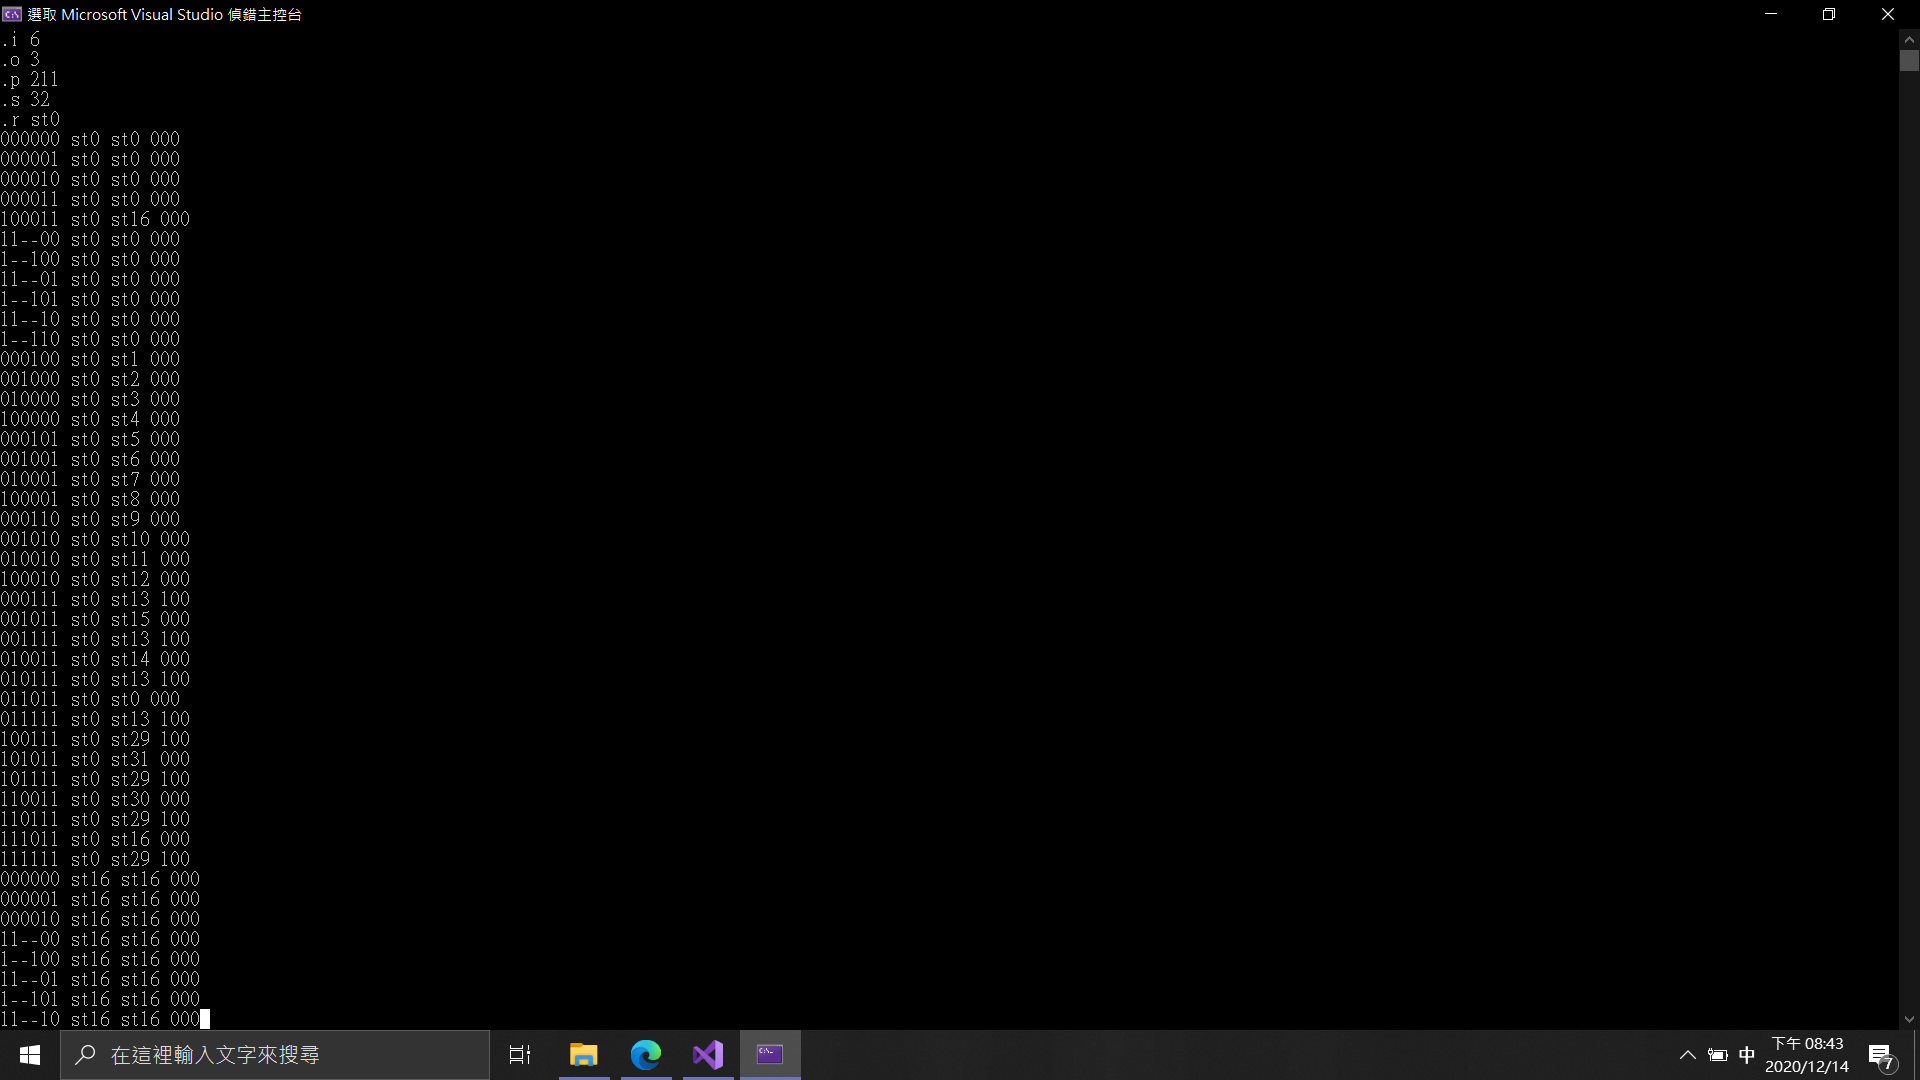 選取 Microsoft Visual Studio 偵錯主控台
.i 6
.o 3
.p 211
.s 32
.r st0
000000 st0 st0 000
000001 st0 st0 000
000010 st0 st0 000
000011 st0 st0 000
100011 st0 st16 000
11--00 st0 st0 000
1--100 st0 st0 000
11--01 st0 st0 000
1--101 st0 st0 000
11--10 st0 st0 000
1--110 st0 st0 000
000100 st0 st1 000
001000 st0 st2 000
010000 st0 st3 000
100000 st0 st4 000
000101 st0 st5 000
001001 st0 st6 000
010001 st0 st7 000
100001 st0 st8 000
000110 st0 st9 000
001010 st0 st10 000
010010 st0 st11 000
100010 st0 st12 000
000111 st0 st13 100
001011 st0 st15 000
001111 st0 st13 100
010011 st0 st14 000
010111 st0 st13 100
011011 st0 st0 000
011111 st0 st13 100
100111 st0 st29 100
101011 st0 st31 000
101111 st0 st29 100
110011 st0 st30 000
110111 st0 st29 100
111011 st0 st16 000
111111 st0 st29 100
000000 st16 st16 000
000001 st16 st16 000
000010 st16 st16 000
11--00 st16 st16 000
1--100 st16 st16 000
11--01 st16 st16 000
1--101 st16 st16 000
11--10 st16 st16 000
在這裡輸入文字來搜尋
中
下午 08:43
2020/12/14
7